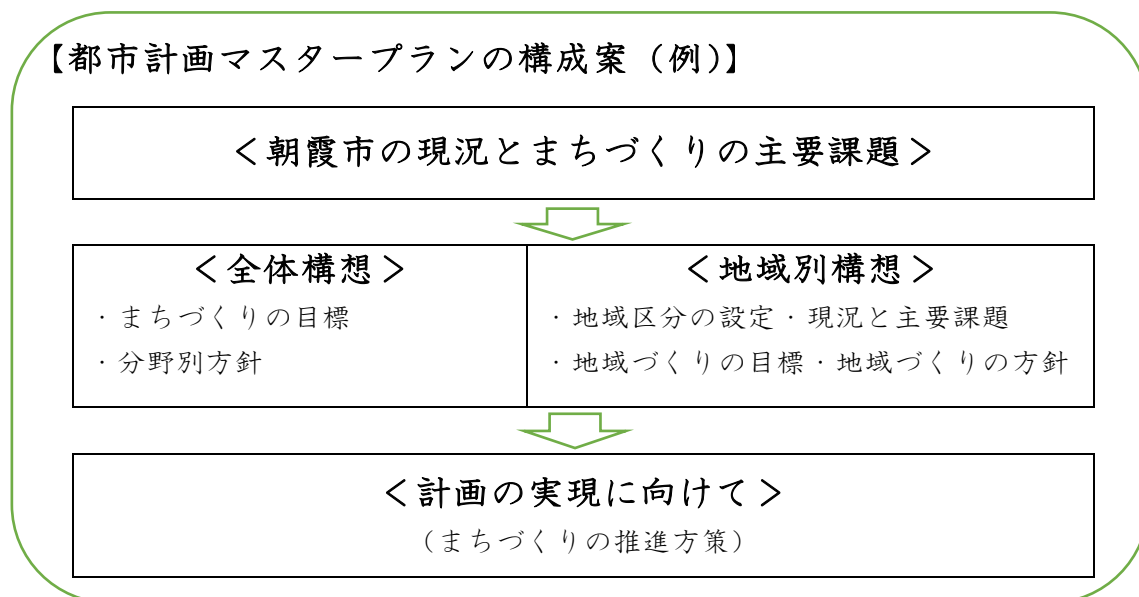 【都市計画マスタープランの構成案（例）】
＜朝霞市の現況とまちづくりの主要課題＞
＜全体構想＞
・まちづくりの目標
・分野別方針
＜地域別構想＞
・地域区分の設定・現況と主要課題
・地域づくりの目標・地域づくりの方針
＜計画の実現に向けて＞
（まちづくりの推進方策）